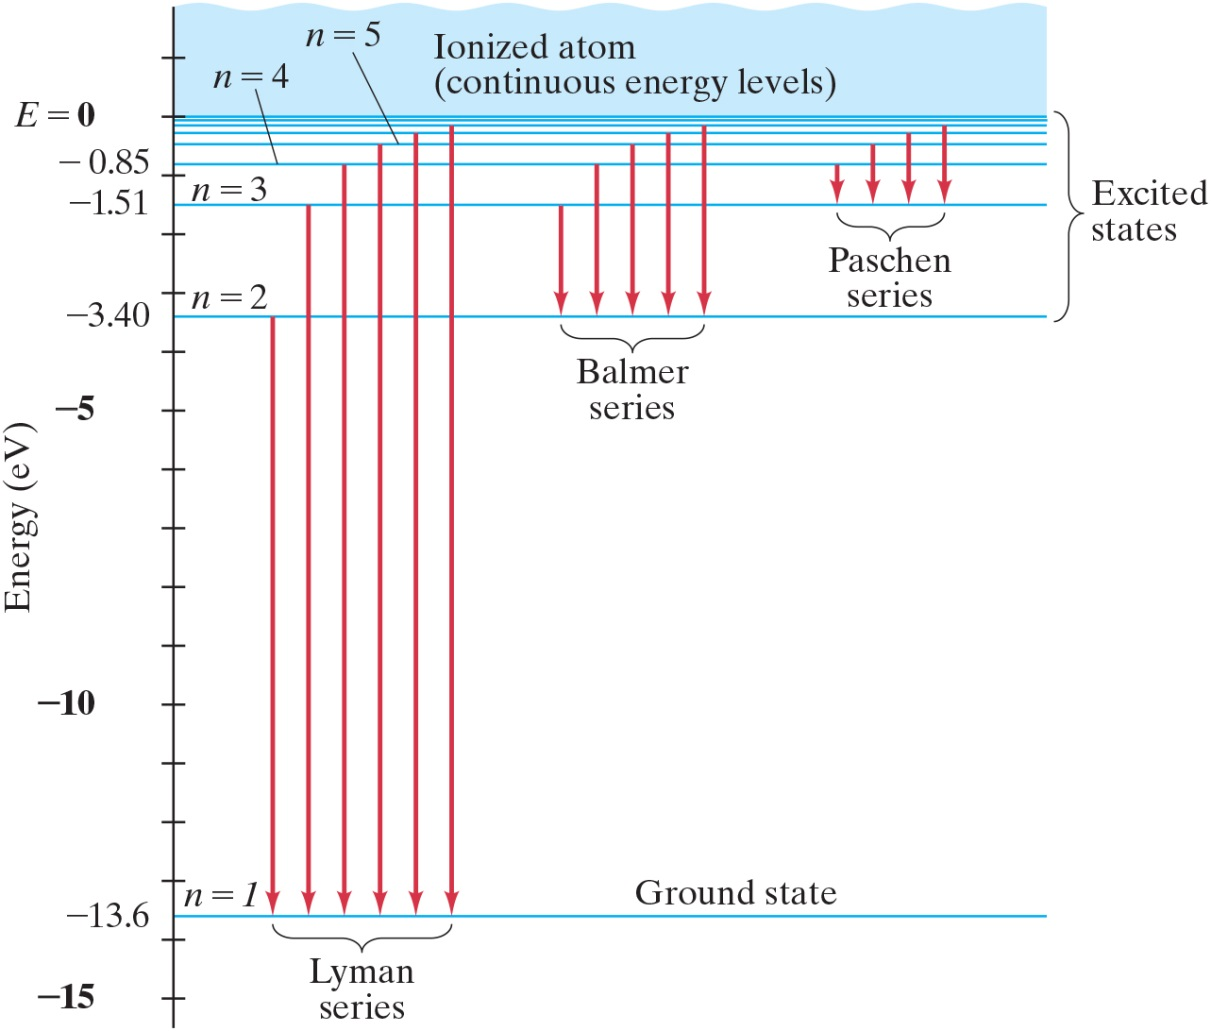 n = 5
Ionized atom
(continuous energy levels)
n = 4
E = 0
− 0.85
n = 3
−1.51
Excited
states
Paschen
series
n = 2
−3.40
Balmer
series
−5
Energy (eV)
−10
n = 1
Ground state
−13.6
Lyman
series
−15